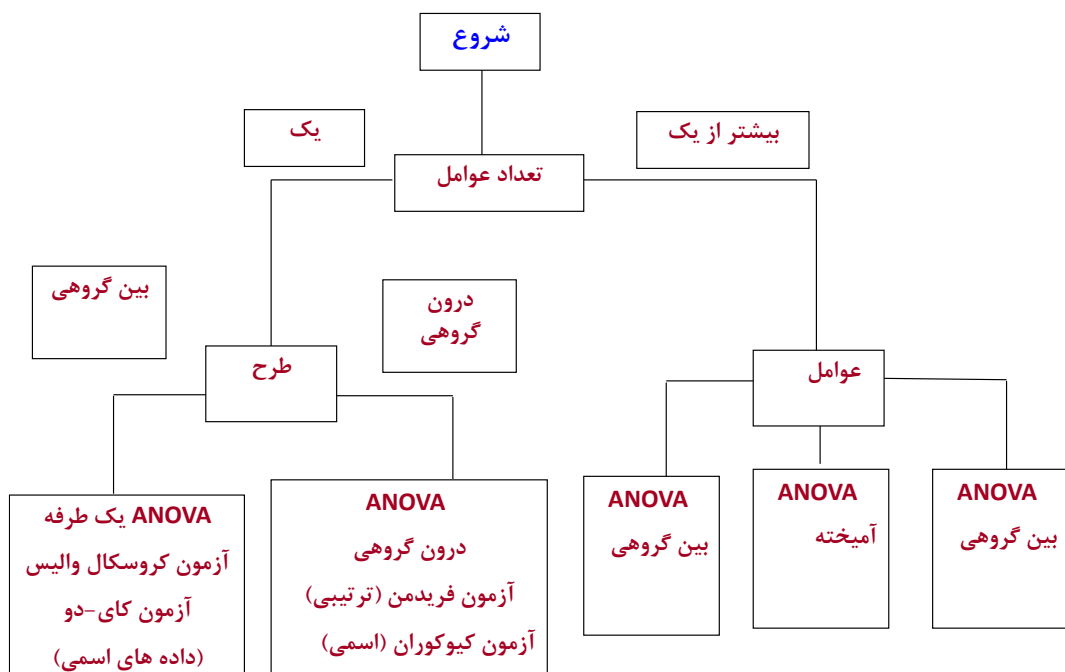 شروع
یک
بیشتر از یک
تعداد عوامل
بین گروهی
درون
گروهی
طرح
عوامل
ANOVA یک طرفه
آزمون کروسکال والیس
آزمون کای-دو
(داده های اسمی)
ANOVA
درون گروهی
آزمون فریدمن (ترتیبی)
آزمون کیوکوران (اسمی)
ANOVA
بین گروهی
ANOVA
آمیخته
ANOVA
بین گروهی